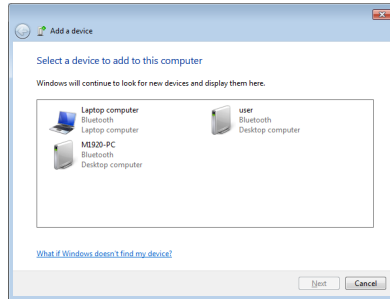 Add a device
Select a device to add to this computer
Windows will continue to look for new devices and display them here.
Laptop computer
Bluetooth
Laptop computer
user
Bluetooth
Desktop computer
M1920-PC
Bluetooth
Desktop computer
What if Windows doesn't find my device?
Next
Cancel